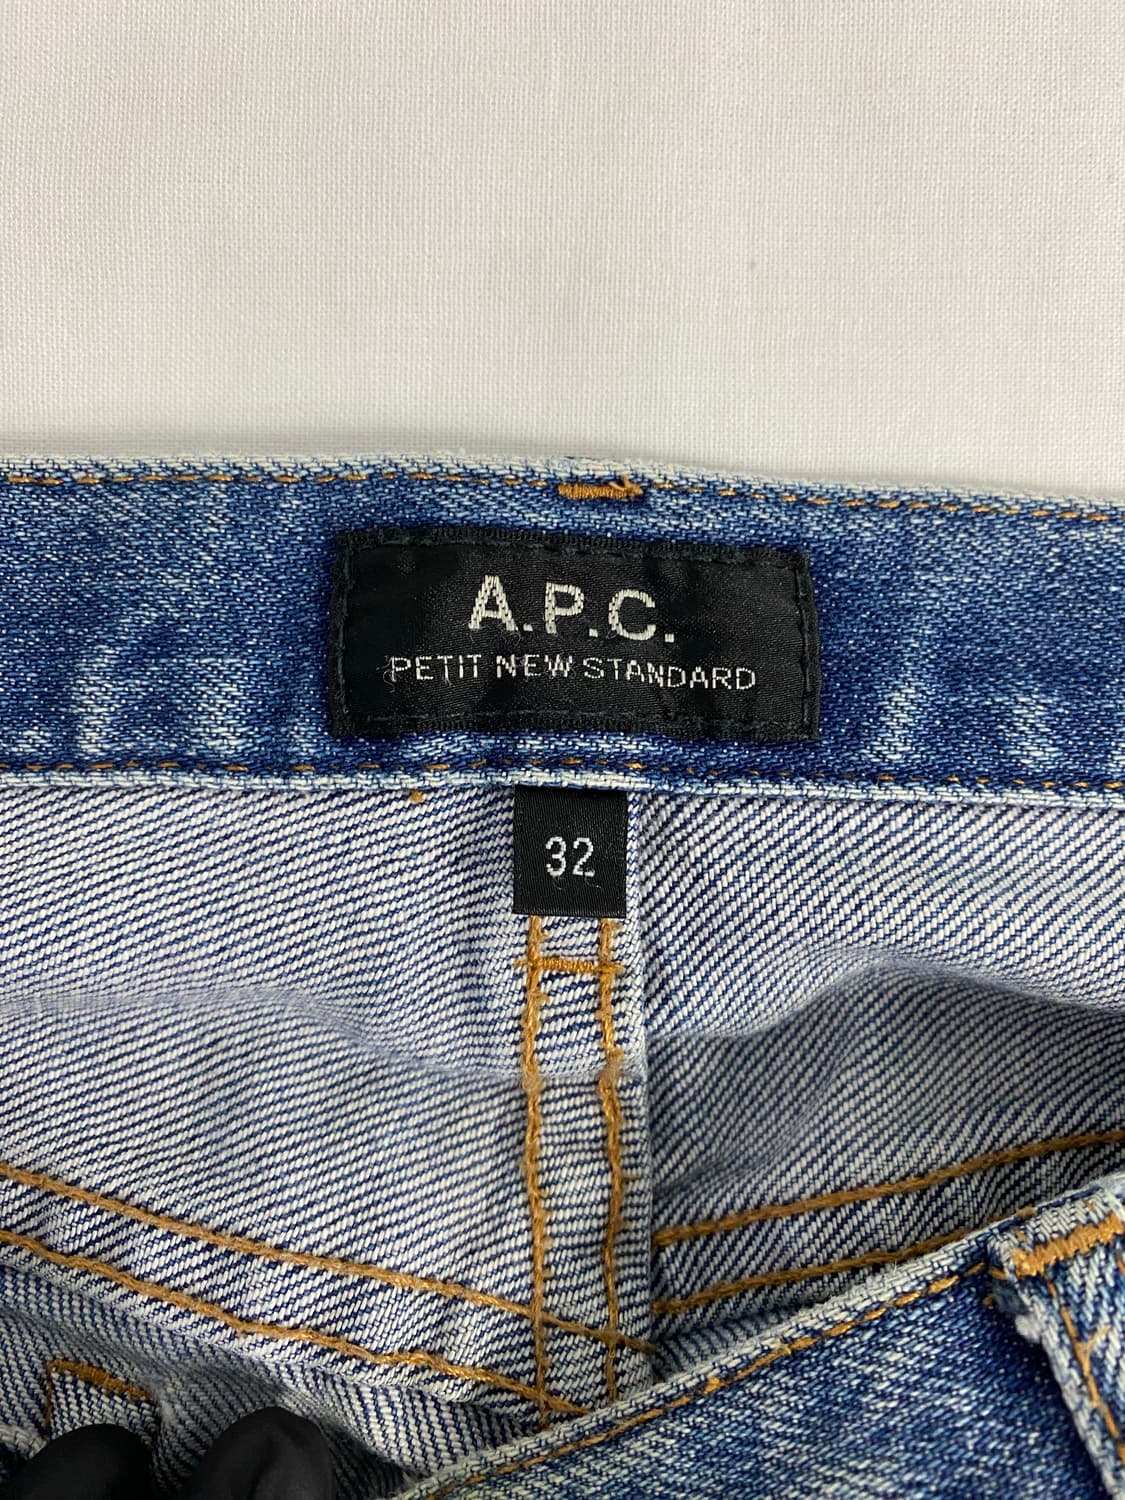 A.P.C.
PETIT NEW STANDARD
32